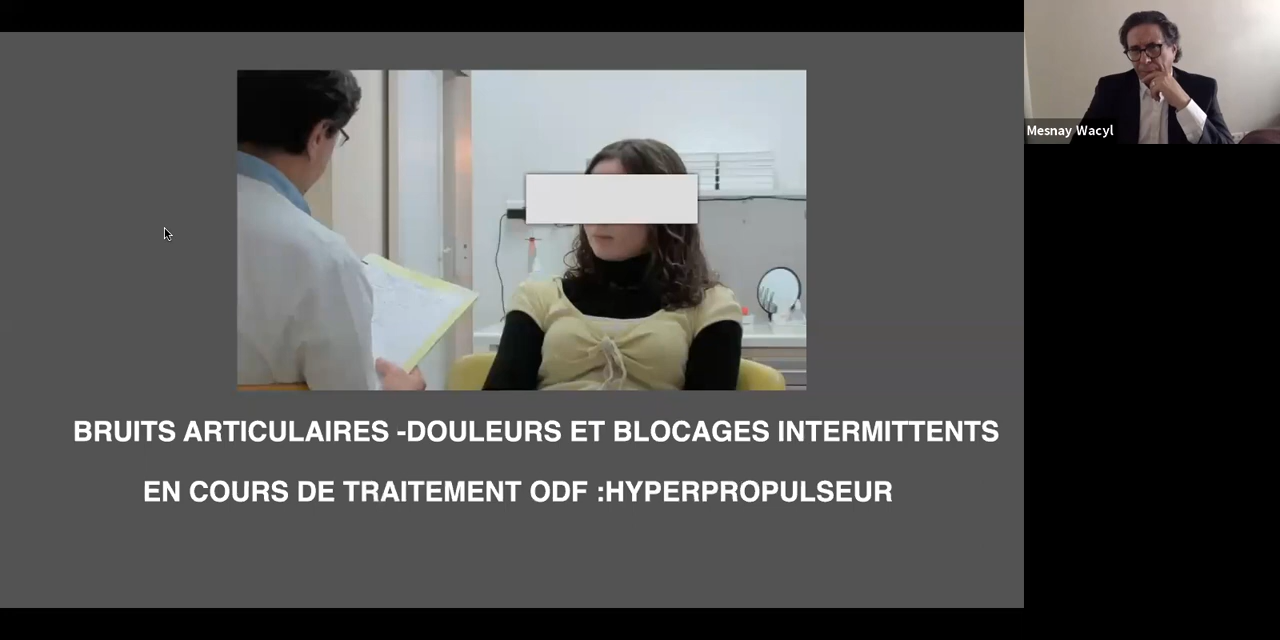 Mesnay Wacyl
BRUITS ARTICULAIRES -DOULEURS ET BLOCAGES INTERMITTENTS
EN COURS DE TRAITEMENT ODF :HYPERPROPULSEUR